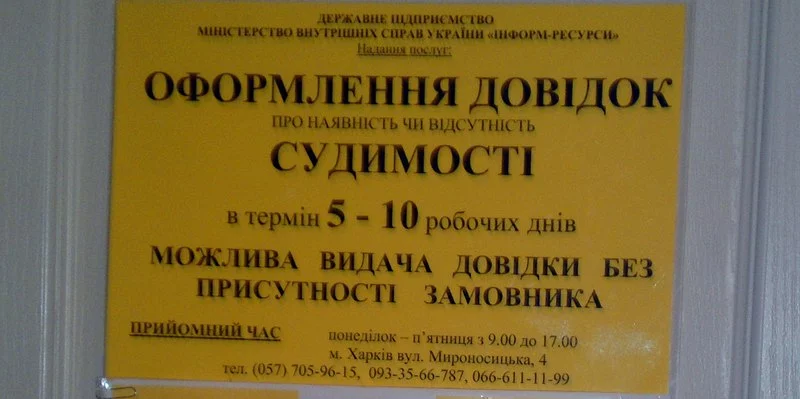 ДЕРЖАВНЕ ПІДПРИЄМСТВО
МІНІСТЕРСТВО ВНУТРІШНІХ СПРАВ УКРАЇНИ «ІНФОРМ-РЕСУРСИ»
Надання послуг:
ОФОРМЛЕННЯ ДОВІДОК
ПРО НАЯВНІСТЬ ЧИ ВІДСУТНІСТЬ
СУДИМОСТІ
в термін 5 - 10 робочих днів
МОЖЛИВА ВИДАЧА ДОВІДКИ БЕЗ
ПРИСУТНОСТІ ЗАМОВНИКА
ПРИЙОМНИЙ ЧАС понеділок – п’ятниця з 9.00 до 17.00
м. Харків вул. Мироносицька, 4
тел. (057) 705-96-15, 093-35-66-787, 066-611-11-99